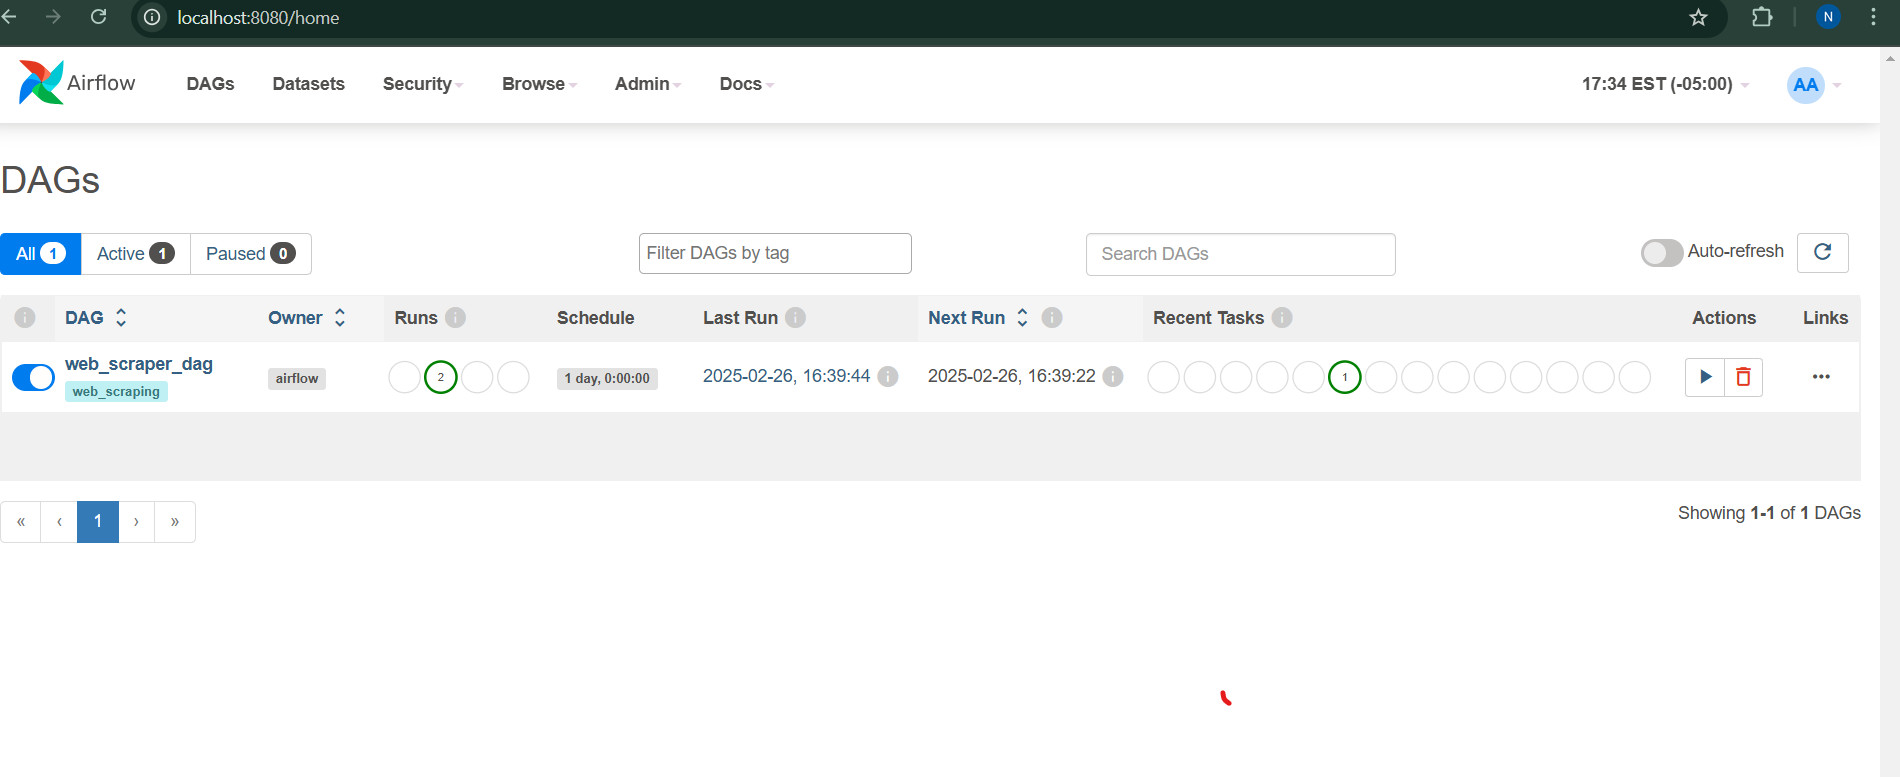 localhost:8080/home
N
Airflow DAGs Datasets Security Browse Admin Docs 17:34 EST (-05:00) AA
DAGs
All 1 Active 1 Paused 0 Filter DAGs by tag Search DAGs Auto-refresh
DAG Owner Runs Schedule Last Run Next Run Recent Tasks Actions Links
web_scraper_dag
web_scraping
airflow 2 1 day, 0:00:00 2025-02-26, 16:39:44 2025-02-26, 16:39:22 1
« ‹ 1 › »
Showing 1-1 of 1 DAGs